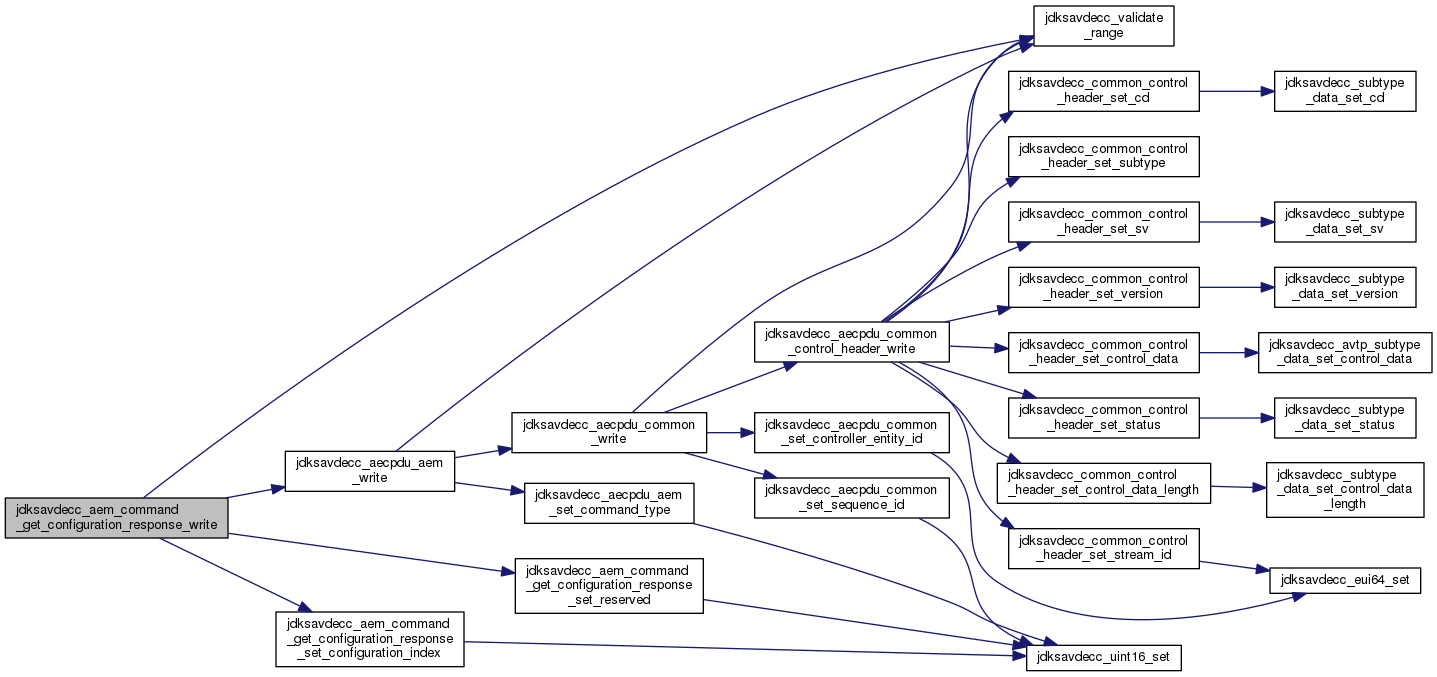 jdksavdecc_validate
_range
jdksavdecc_common_control
_header_set_cd
jdksavdecc_subtype
_data_set_cd
jdksavdecc_common_control
_header_set_subtype
jdksavdecc_common_control
_header_set_sv
jdksavdecc_subtype
_data_set_sv
jdksavdecc_common_control
_header_set_version
jdksavdecc_subtype
_data_set_version
jdksavdecc_aecpdu_common
_control_header_write
jdksavdecc_common_control
_header_set_control_data
jdksavdecc_avtp_subtype
_data_set_control_data
jdksavdecc_common_control
_header_set_status
jdksavdecc_subtype
_data_set_status
jdksavdecc_aecpdu_common
_write
jdksavdecc_aecpdu_common
_set_controller_entity_id
jdksavdecc_aecpdu_aem
_write
jdksavdecc_common_control
_header_set_control_data_length
jdksavdecc_subtype
_data_set_control_data
_length
jdksavdecc_aecpdu_aem
_set_command_type
jdksavdecc_aecpdu_common
_set_sequence_id
jdksavdecc_aem_command
_get_configuration_response_write
jdksavdecc_common_control
_header_set_stream_id
jdksavdecc_eui64_set
jdksavdecc_aem_command
_get_configuration_response
_set_reserved
jdksavdecc_aem_command
_get_configuration_response
_set_configuration_index
jdksavdecc_uint16_set